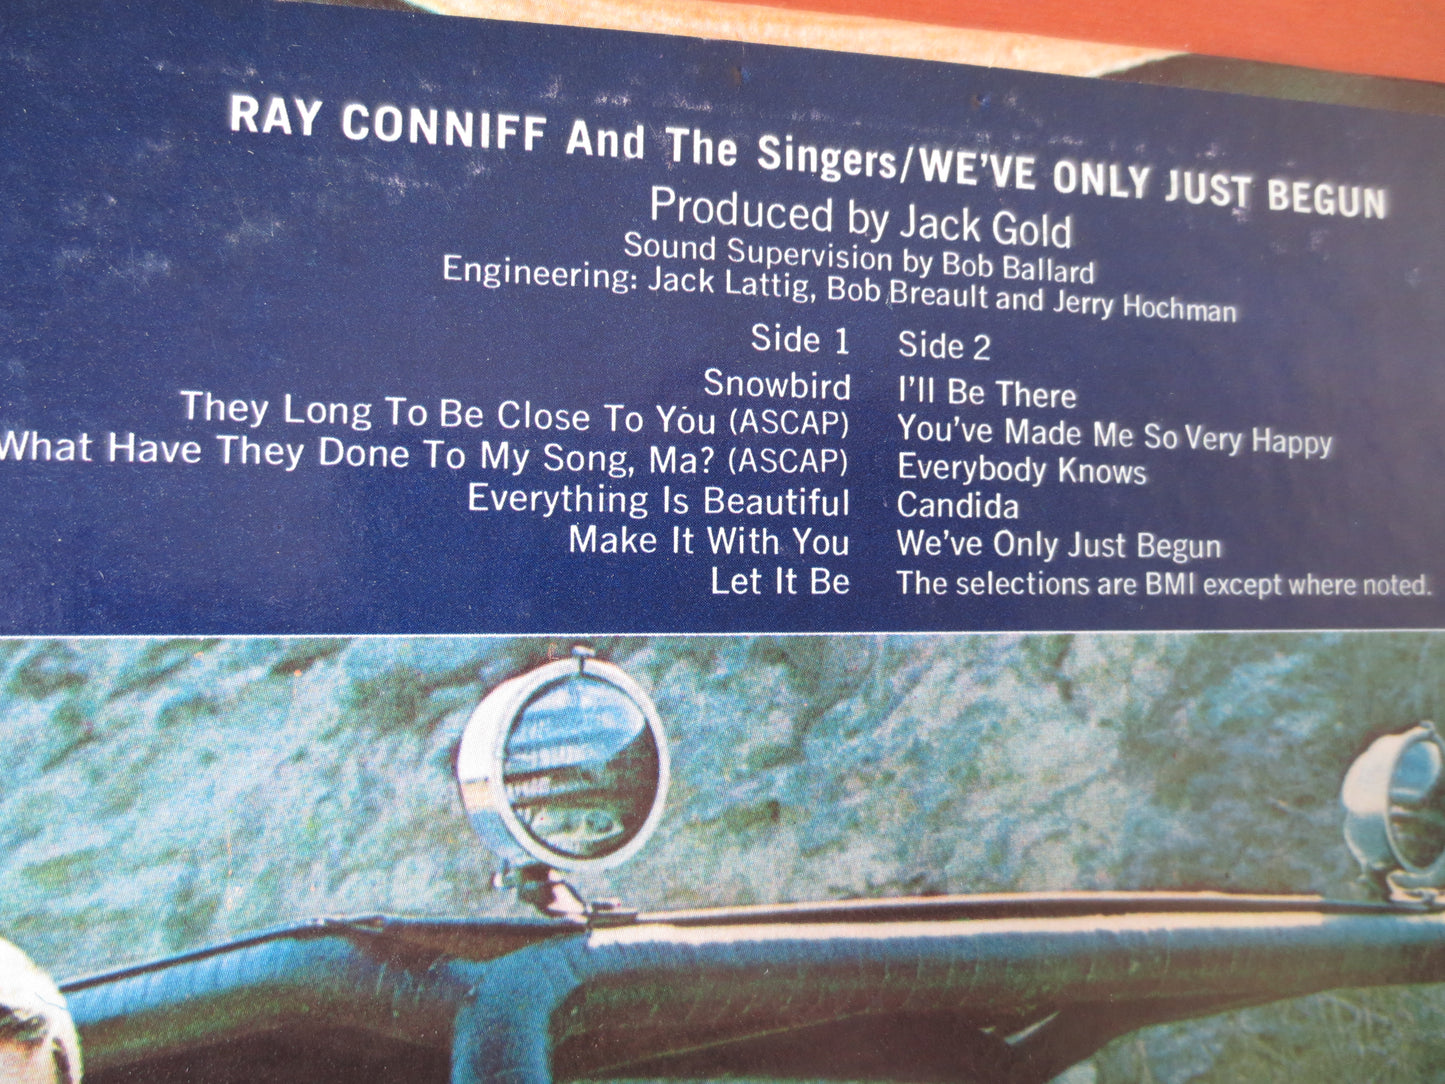 RAY CONNIFF And The Singers/WE'VE ONLY JUST BEGUN
Produced by Jack Gold
Sound Supervision by Bob Ballard
Engineering: Jack Lattig, Bob Breault and Jerry Hochman
Side 1
Snowbird
They Long To Be Close To You (ASCAP)
What Have They Done To My Song, Ma? (ASCAP)
Everything Is Beautiful
Make It With You
Let It Be
Side 2
I'll Be There
You've Made Me So Very Happy
Everybody Knows
Candida
We've Only Just Begun
The selections are BMI except where noted.